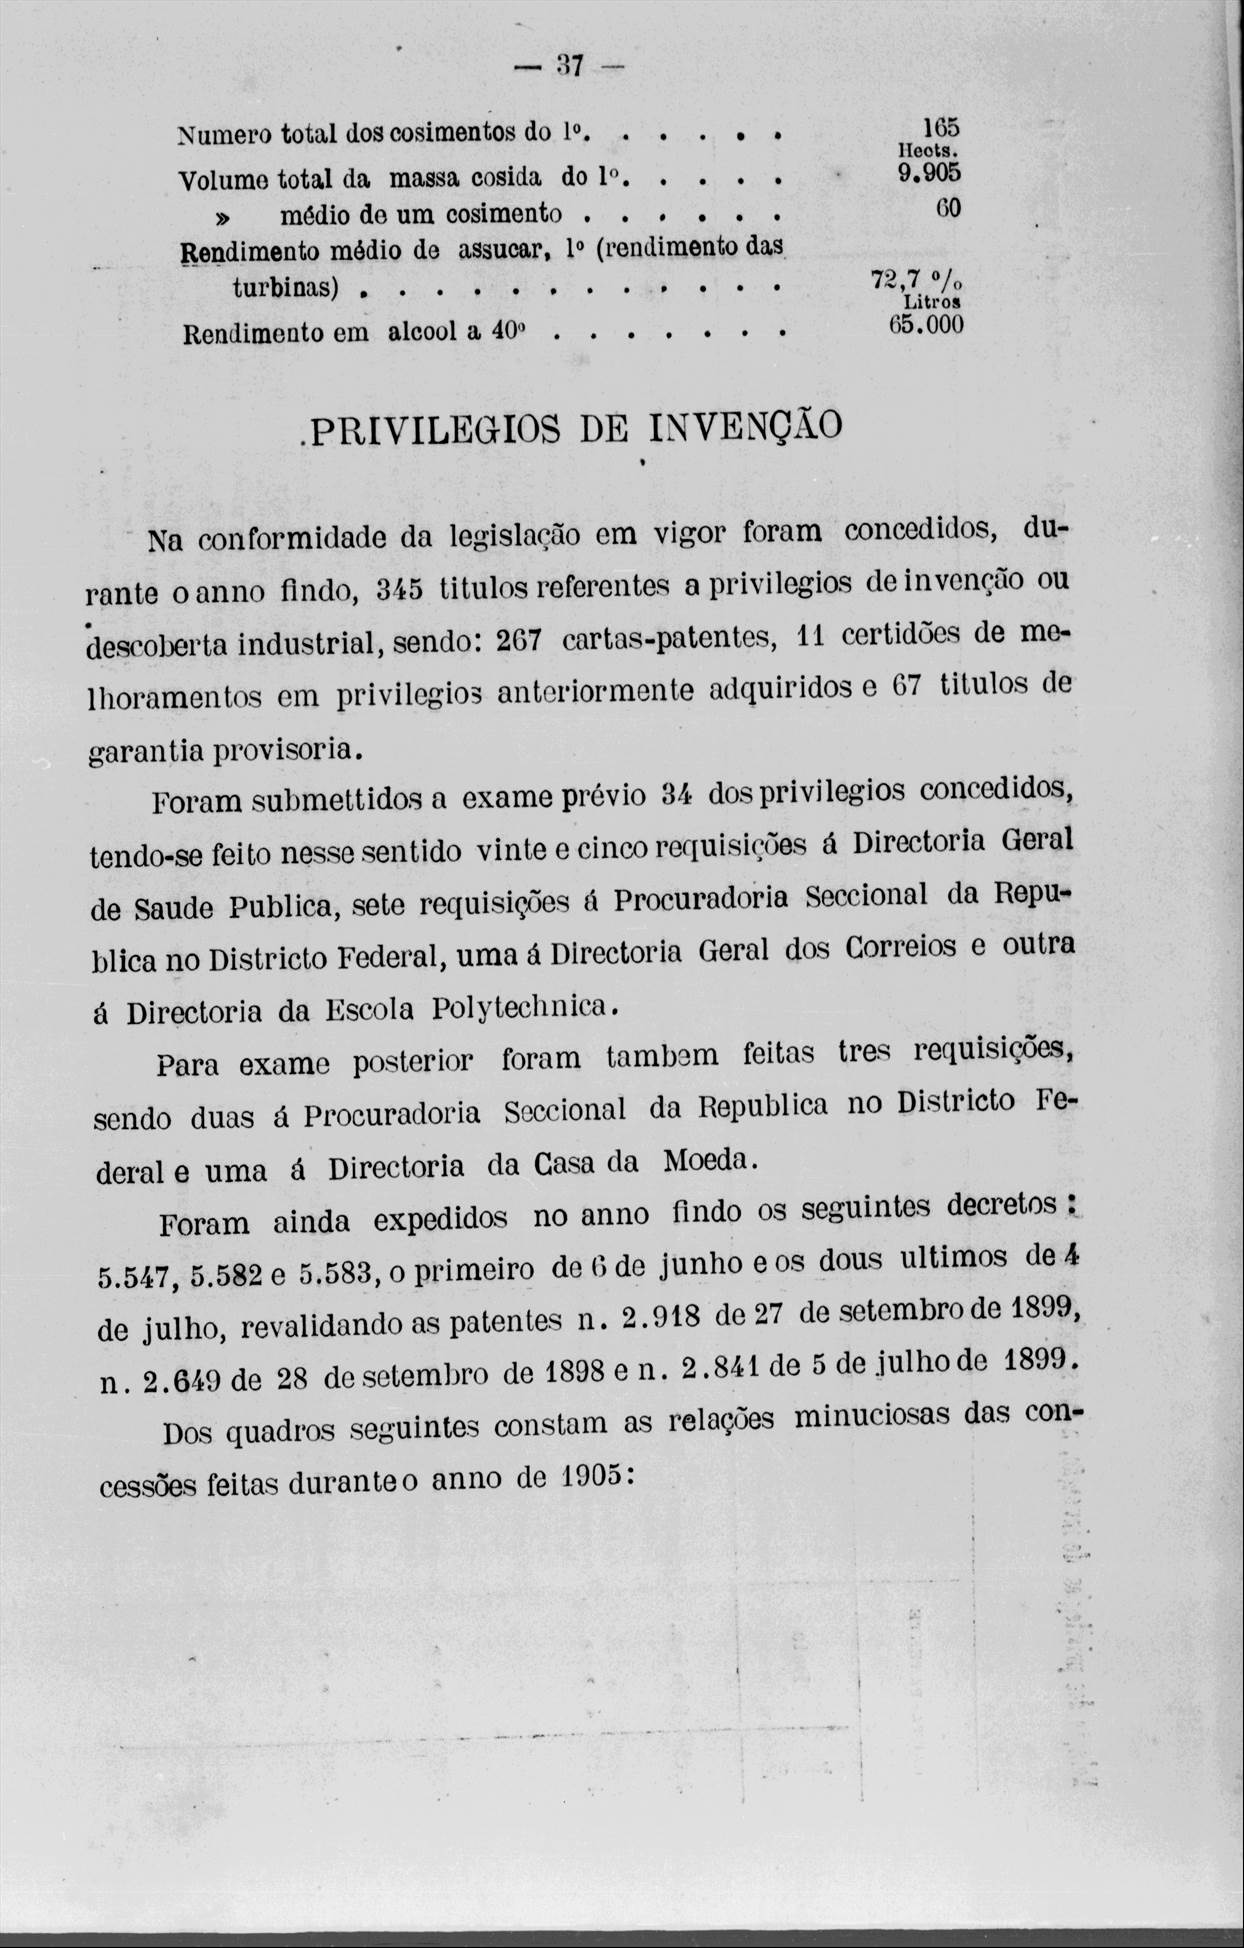 — 37 —
Numero total dos cosimentos do 1º. . . . . . 165
Hects.
Volume total da massa cosida do 1º. . . . . 9.905
» médio de um cosimento . . . . . . 60
Rendimento médio de assucar, 1º (rendimento das
turbinas) . . . . . . . . . . . . 72,7 %
Litros
Rendimento em alcool a 40º . . . . . . . 65.000
PRIVILEGIOS DE INVENÇÃO
Na conformidade da legislação em vigor foram concedidos, du-
rante o anno findo, 345 titulos referentes a privilegios de invenção ou
descoberta industrial, sendo: 267 cartas-patentes, 11 certidões de me-
lhoramentos em privilegios anteriormente adquiridos e 67 titulos de
garantia provisoria.
Foram submettidos a exame prévio 34 dos privilegios concedidos,
tendo-se feito nesse sentido vinte e cinco requisições á Directoria Geral
de Saude Publica, sete requisições á Procuradoria Seccional da Repu-
blica no Districto Federal, uma á Directoria Geral dos Correios e outra
á Directoria da Escola Polytechnica.
Para exame posterior foram tambem feitas tres requisições,
sendo duas á Procuradoria Seccional da Republica no Districto Fe-
deral e uma á Directoria da Casa da Moeda.
Foram ainda expedidos no anno findo os seguintes decretos :
5.547, 5.582 e 5.583, o primeiro de 6 de junho e os dous ultimos de 4
de julho, revalidando as patentes n. 2.918 de 27 de setembro de 1899,
n. 2.649 de 28 de setembro de 1898 e n. 2.841 de 5 de julho de 1899.
Dos quadros seguintes constam as relações minuciosas das con-
cessões feitas durante o anno de 1905: